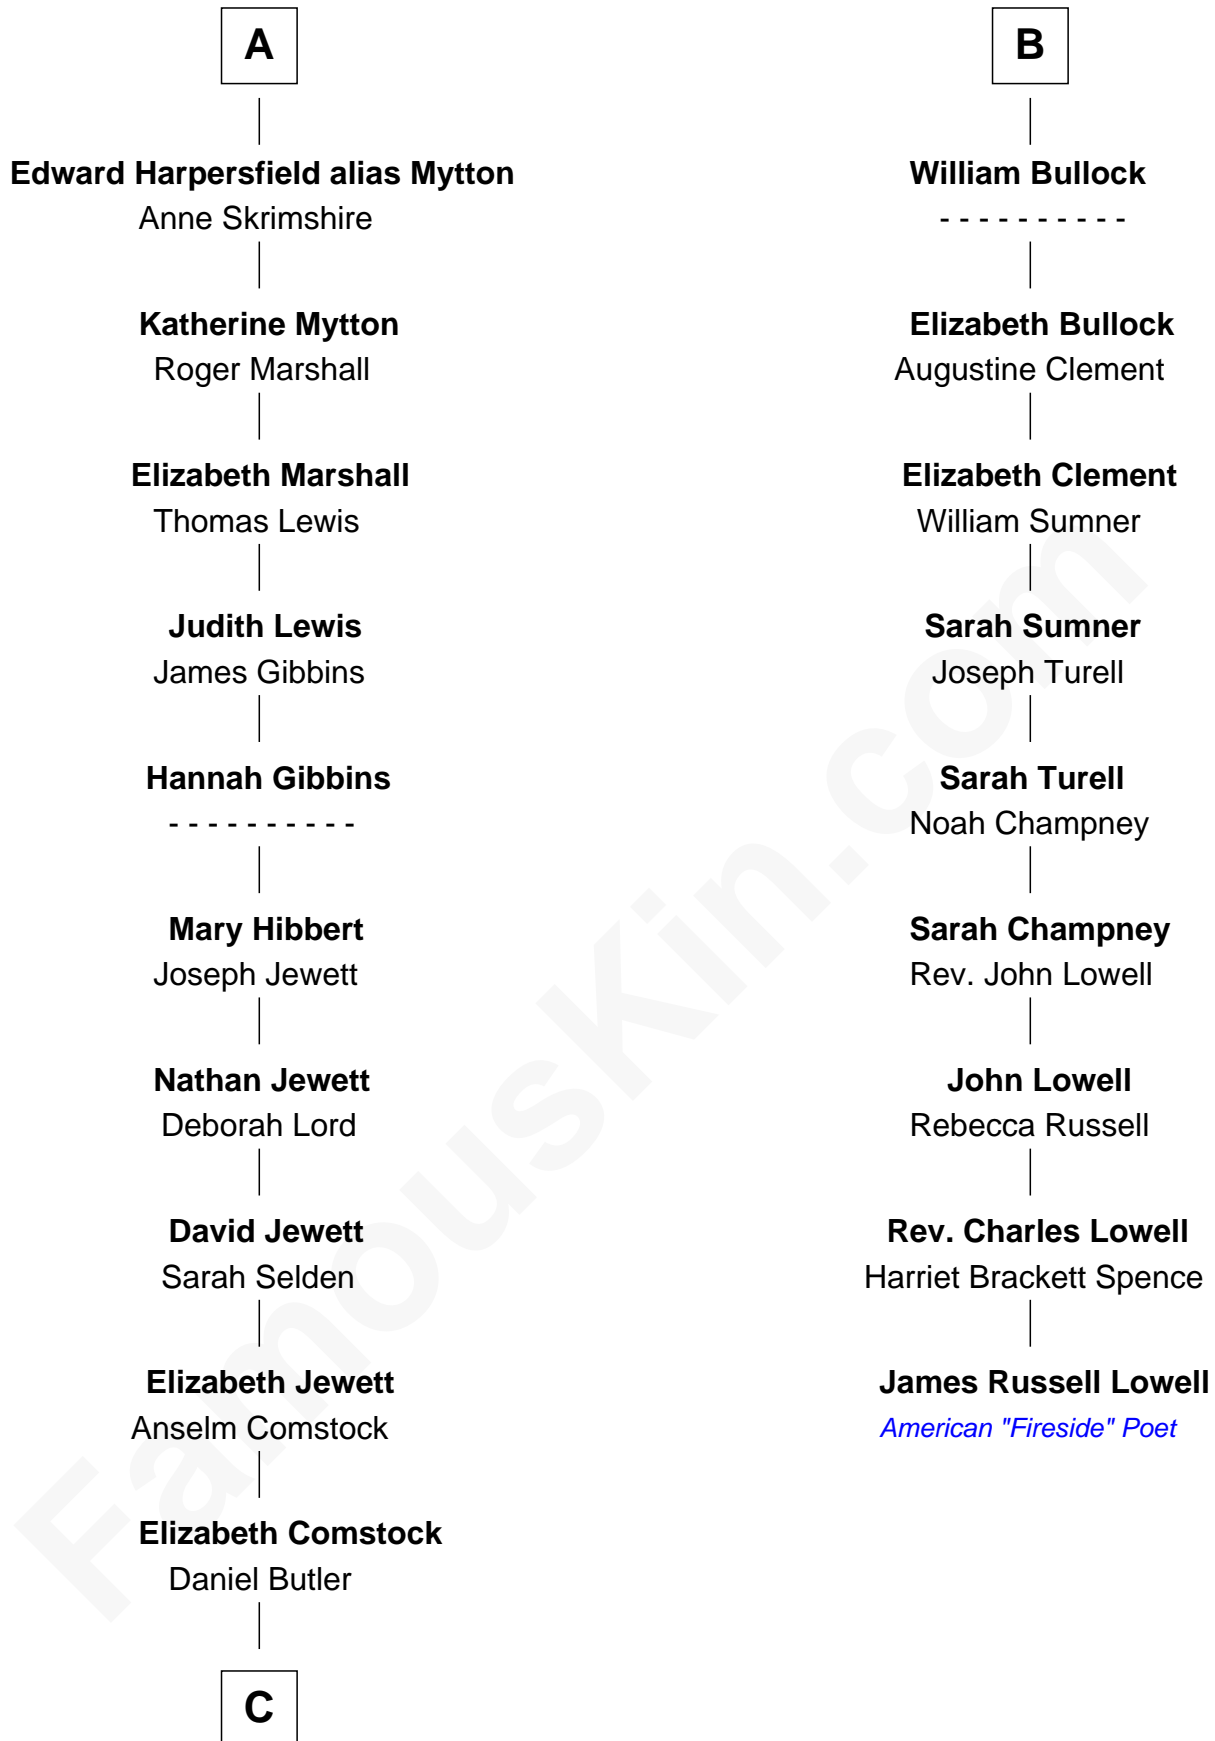 A
Edward Harpersfield alias Mytton
Anne Skrimshire
Katherine Mytton
Roger Marshall
Elizabeth Marshall
Thomas Lewis
Judith Lewis
James Gibbins
Hannah Gibbins
- - - - - - - - - -
Mary Hibbert
Joseph Jewett
Nathan Jewett
Deborah Lord
David Jewett
Sarah Selden
Elizabeth Jewett
Anselm Comstock
Elizabeth Comstock
Daniel Butler
C
B
William Bullock
- - - - - - - - - -
Elizabeth Bullock
Augustine Clement
Elizabeth Clement
William Sumner
Sarah Sumner
Joseph Turell
Sarah Turell
Noah Champney
Sarah Champney
Rev. John Lowell
John Lowell
Rebecca Russell
Rev. Charles Lowell
Harriet Brackett Spence
James Russell Lowell
American "Fireside" Poet
FamousKin.com